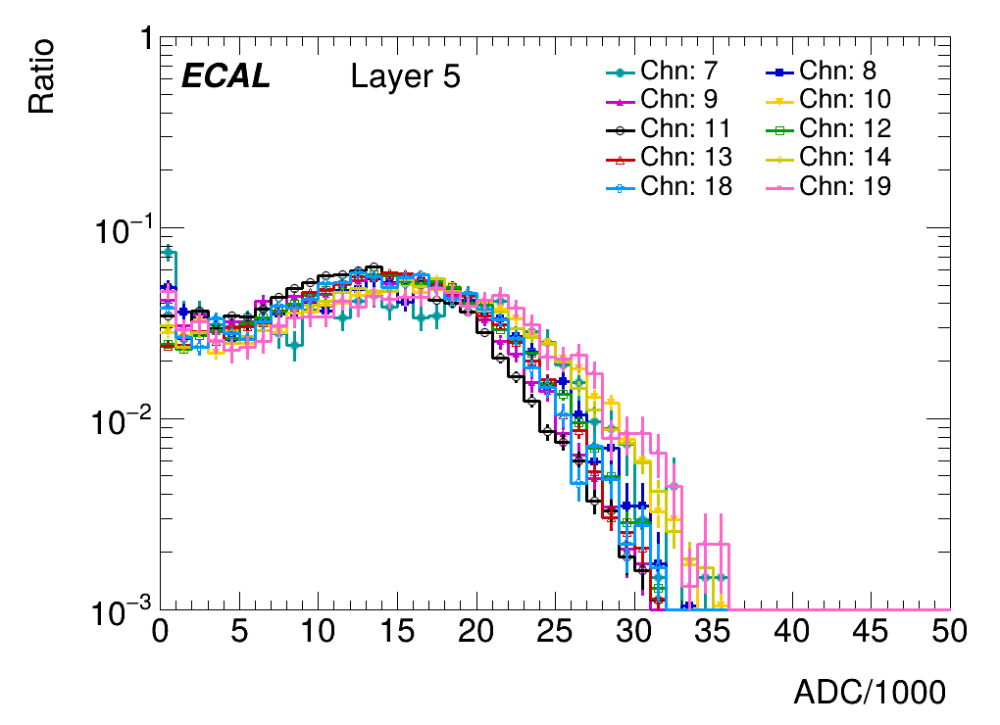 Ratio
ECAL Layer 5
Chn: 7 Chn: 8
Chn: 9 Chn: 10
Chn: 11 Chn: 12
Chn: 13 Chn: 14
Chn: 18 Chn: 19
1
10⁻¹
10⁻²
10⁻³
0 5 10 15 20 25 30 35 40 45 50
ADC/1000